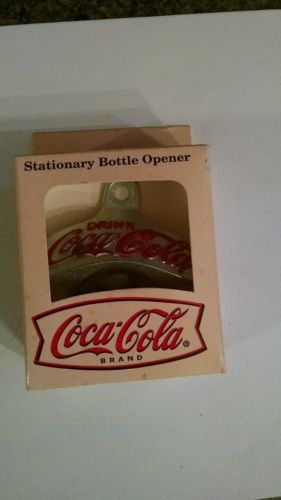 Stationary Bottle Opener
DRINK
Coca-Cola
Coca-Cola®
BRAND